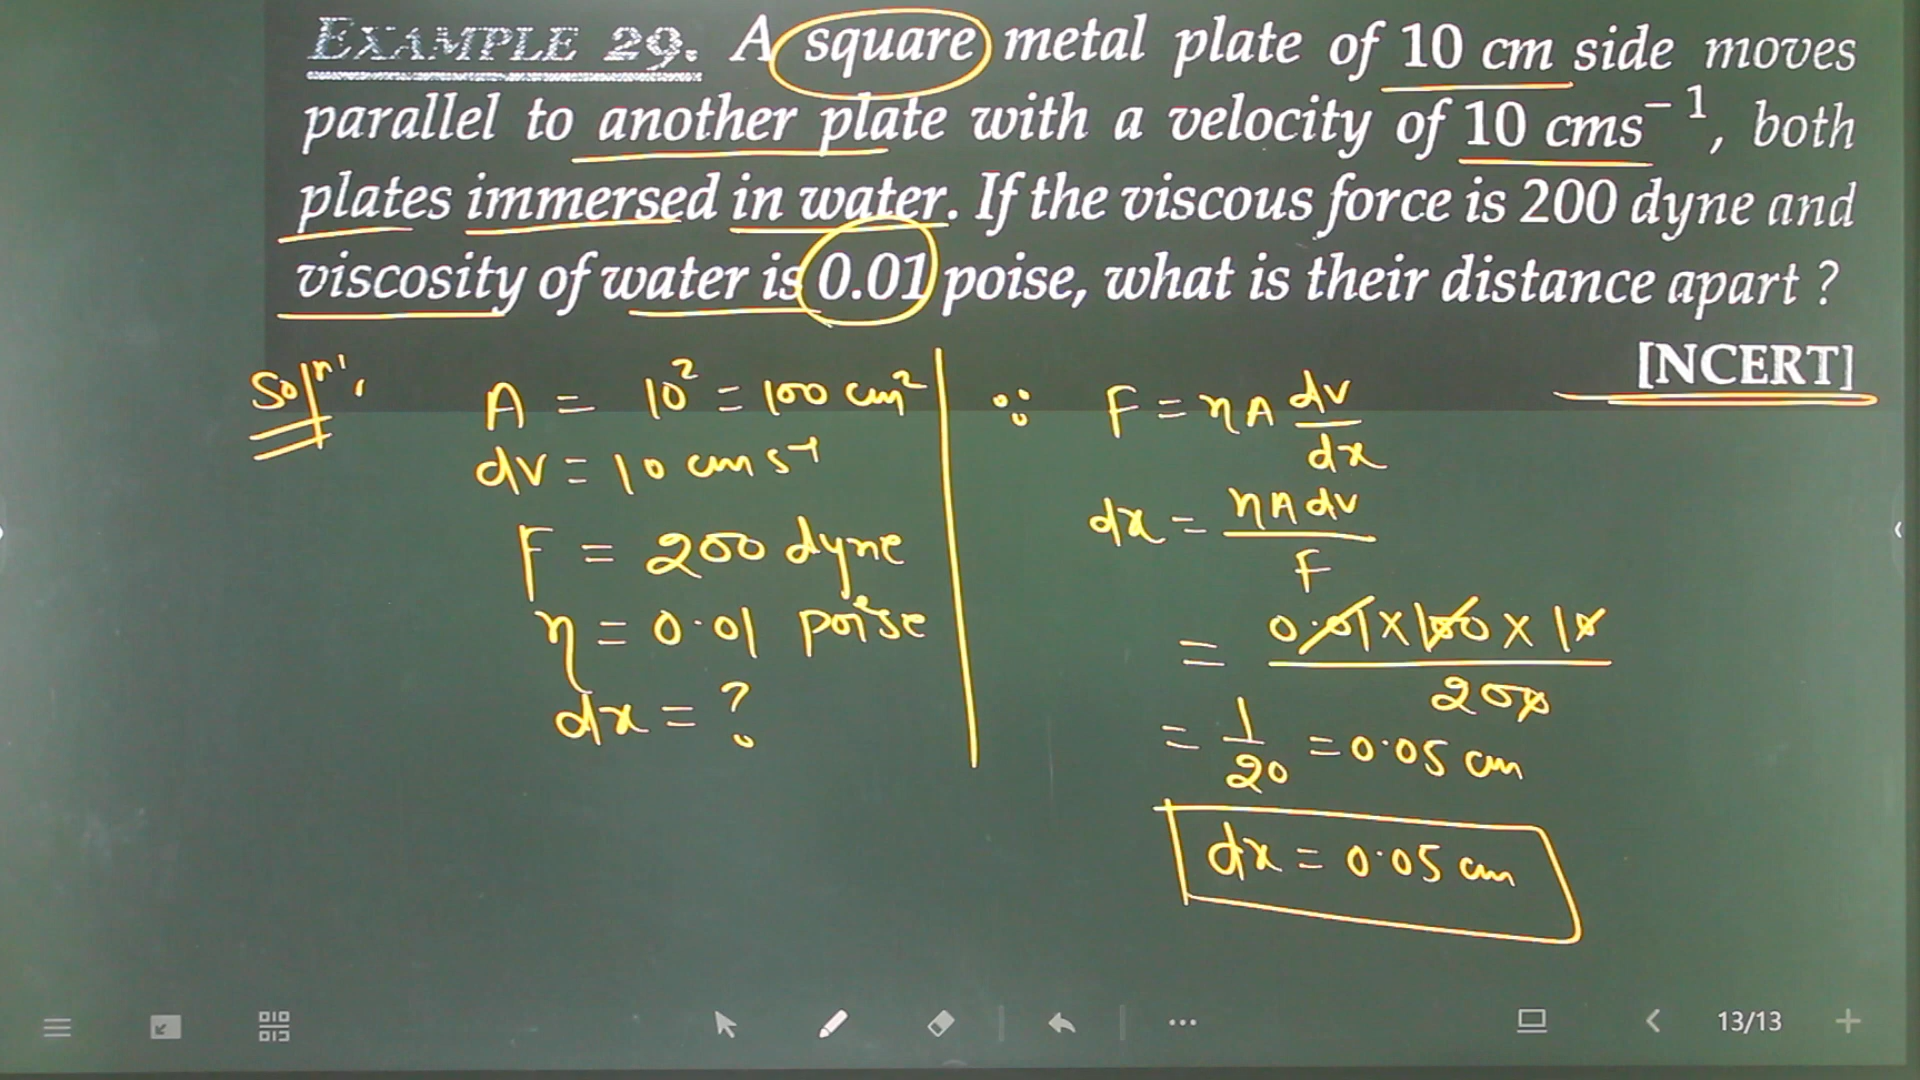 EXAMPLE 29. A square metal plate of 10 cm side moves
parallel to another plate with a velocity of 10 cms⁻¹, both
plates immersed in water. If the viscous force is 200 dyne and
viscosity of water is 0.01 poise, what is their distance apart ?
[NCERT]
Solⁿ.
A = 10² = 100 cm²
dv = 10 cm s⁻¹
F = 200 dyne
η = 0.01 poise
dx = ?
∵ F = ηA dv/dx
dx = ηAdv/F
= 0.01×100×10/200
= 1/20 = 0.05 cm
dx = 0.05 cm
13/13